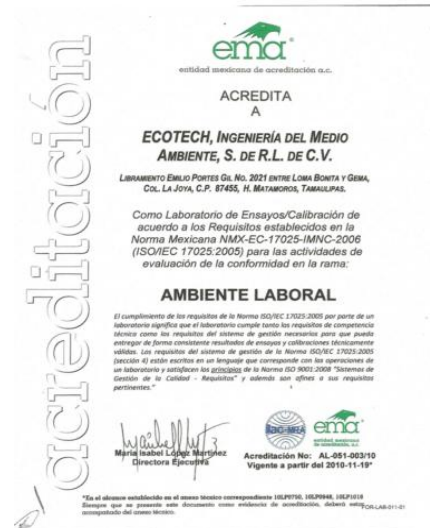 ema
entidad mexicana de acreditación a.c.
acreditación
ACREDITA
A
ECOTECH, INGENIERÍA DEL MEDIO
AMBIENTE, S. DE R.L. DE C.V.
LIBRAMIENTO EMILIO PORTES GIL NO. 2021 ENTRE LOMA BONITA Y GEMA,
COL. LA JOYA, C.P. 87455, H. MATAMOROS, TAMAULIPAS.
Como Laboratorio de Ensayos/Calibración de
acuerdo a los Requisitos establecidos en la
Norma Mexicana NMX-EC-17025-IMNC-2006
(ISO/IEC 17025:2005) para las actividades de
evaluación de la conformidad en la rama:
AMBIENTE LABORAL
El cumplimiento de los requisitos de la Norma ISO/IEC 17025:2005 por parte de un
laboratorio significa que el laboratorio cumple tanto los requisitos de competencia
técnica como los requisitos del sistema de gestión necesarios para que pueda
entregar de forma consistente resultados de ensayos y calibraciones técnicamente
válidas. Los requisitos del sistema de gestión de la Norma ISO/IEC 17025:2005
(sección 4) están escritos en un lenguaje que corresponde con las operaciones de
un laboratorio y satisfacen los principios de la Norma ISO 9001:2008 "Sistemas de
Gestión de la Calidad - Requisitos" y además son afines a sus requisitos
pertinentes."
María Isabel López Martínez
Directora Ejecutiva
ilac-MRA
ema
entidad mexicana
de acreditación
Acreditación No: AL-051-003/10
Vigente a partir del 2010-11-19*
*En el alcance establecido en el anexo técnico correspondiente 10LP0750, 10LP0948, 10LP1018
Siempre que se presente este documento como evidencia de acreditación, deberá estar
acompañado del anexo técnico.
FOR-LAB-011-01